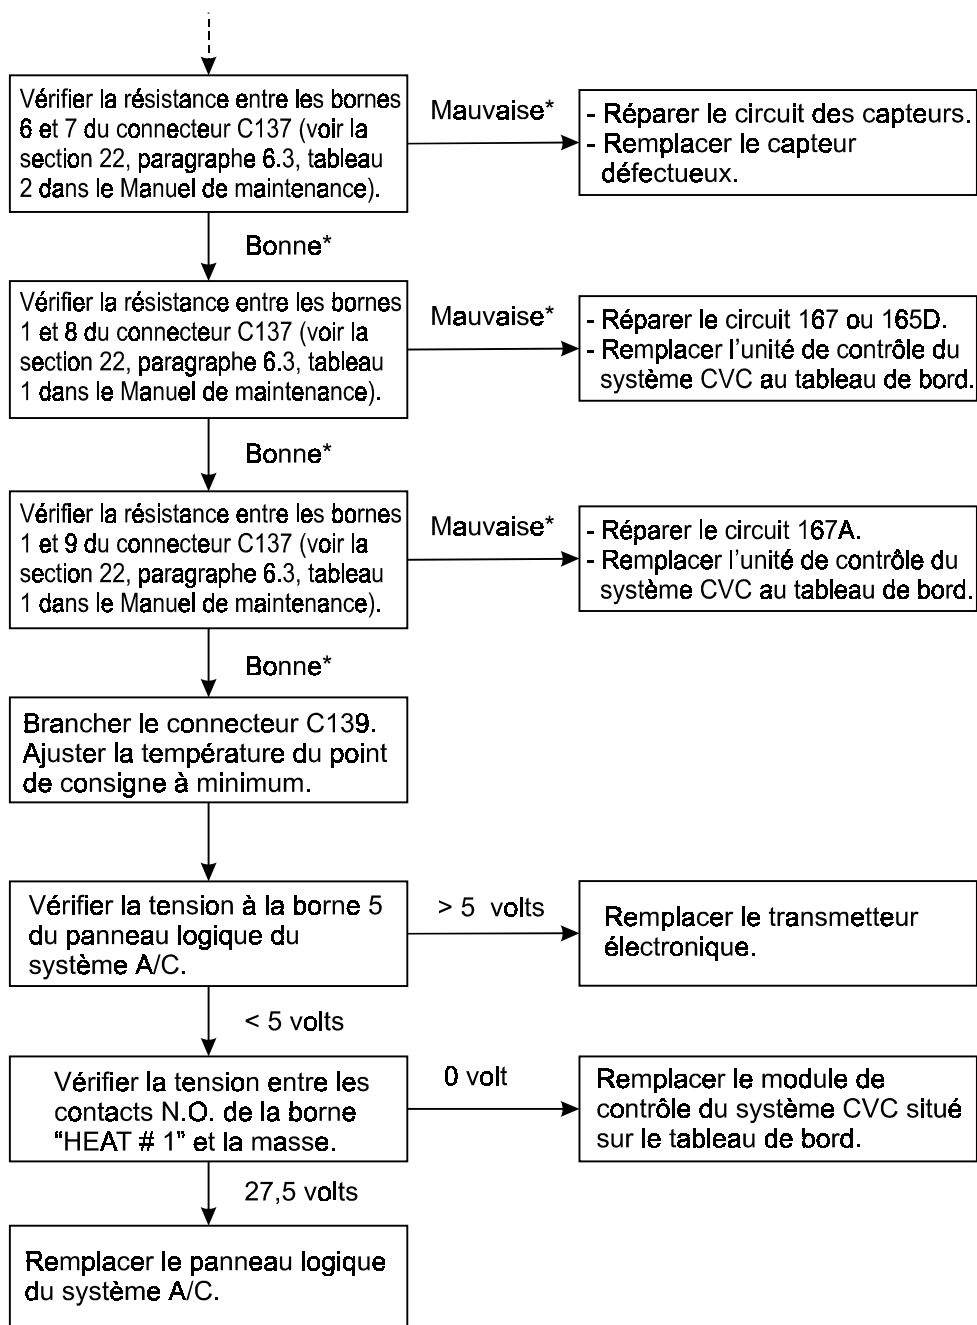 Vérifier la résistance entre les bornes
6 et 7 du connecteur C137 (voir la
section 22, paragraphe 6.3, tableau
2 dans le Manuel de maintenance).
Mauvaise*
- Réparer le circuit des capteurs.
- Remplacer le capteur
défectueux.
Bonne*
Vérifier la résistance entre les bornes
1 et 8 du connecteur C137 (voir la
section 22, paragraphe 6.3, tableau
1 dans le Manuel de maintenance).
Mauvaise*
- Réparer le circuit 167 ou 165D.
- Remplacer l'unité de contrôle du
système CVC au tableau de bord.
Bonne*
Vérifier la résistance entre les bornes
1 et 9 du connecteur C137 (voir la
section 22, paragraphe 6.3, tableau
1 dans le Manuel de maintenance).
Mauvaise*
- Réparer le circuit 167A.
- Remplacer l'unité de contrôle du
système CVC au tableau de bord.
Bonne*
Brancher le connecteur C139.
Ajuster la température du point
de consigne à minimum.
Vérifier la tension à la borne 5
du panneau logique du
système A/C.
> 5 volts
Remplacer le transmetteur
électronique.
< 5 volts
Vérifier la tension entre les
contacts N.O. de la borne
"HEAT # 1" et la masse.
0 volt
Remplacer le module de
contrôle du système CVC situé
sur le tableau de bord.
27,5 volts
Remplacer le panneau logique
du système A/C.